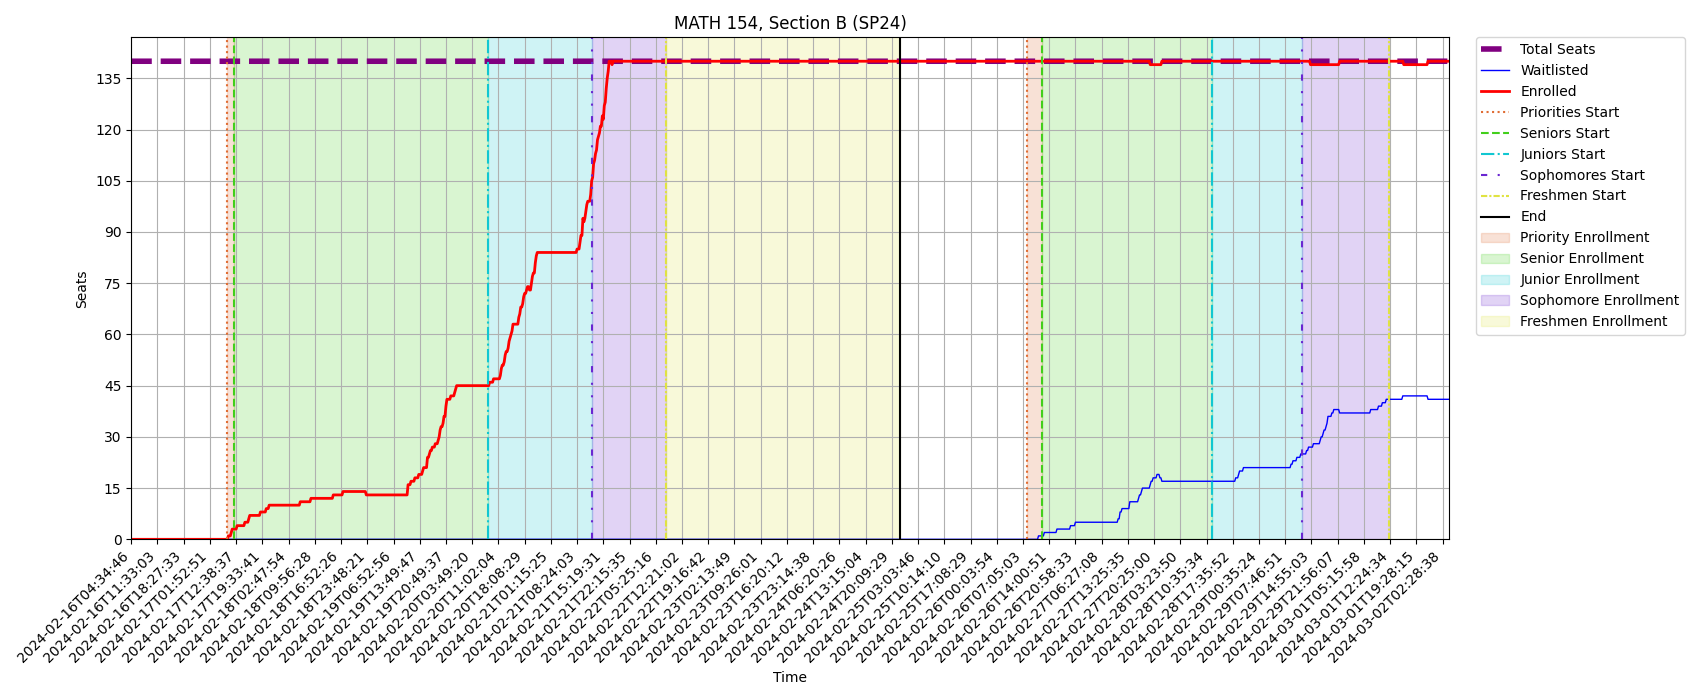 MATH 154, Section B (SP24)
Seats
135
120
105
90
75
60
45
30
15
0
2024-02-16T04:34:46
2024-02-16T11:33:03
2024-02-16T18:27:33
2024-02-17T01:52:51
2024-02-17T12:38:37
2024-02-17T19:33:41
2024-02-18T02:47:54
2024-02-18T09:56:28
2024-02-18T16:52:26
2024-02-18T23:48:21
2024-02-19T06:52:56
2024-02-19T13:49:47
2024-02-19T20:49:37
2024-02-20T03:49:20
2024-02-20T11:02:04
2024-02-20T18:08:29
2024-02-21T01:15:25
2024-02-21T08:24:03
2024-02-21T15:19:31
2024-02-21T22:15:35
2024-02-22T05:25:16
2024-02-22T12:21:02
2024-02-22T19:16:42
2024-02-23T02:13:49
2024-02-23T09:26:01
2024-02-23T16:20:12
2024-02-23T23:14:38
2024-02-24T06:20:26
2024-02-24T13:15:04
2024-02-24T20:09:29
2024-02-25T03:03:46
2024-02-25T10:14:10
2024-02-25T17:08:29
2024-02-26T00:03:54
2024-02-26T07:05:03
2024-02-26T14:00:51
2024-02-26T20:58:33
2024-02-27T06:27:08
2024-02-27T13:25:35
2024-02-27T20:25:00
2024-02-28T03:23:50
2024-02-28T10:35:34
2024-02-28T17:35:52
2024-02-29T00:35:24
2024-02-29T07:46:51
2024-02-29T14:55:03
2024-02-29T21:56:07
2024-03-01T05:15:58
2024-03-01T12:24:34
2024-03-01T19:28:15
2024-03-02T02:28:38
Time
Total Seats
Waitlisted
Enrolled
Priorities Start
Seniors Start
Juniors Start
Sophomores Start
Freshmen Start
End
Priority Enrollment
Senior Enrollment
Junior Enrollment
Sophomore Enrollment
Freshmen Enrollment